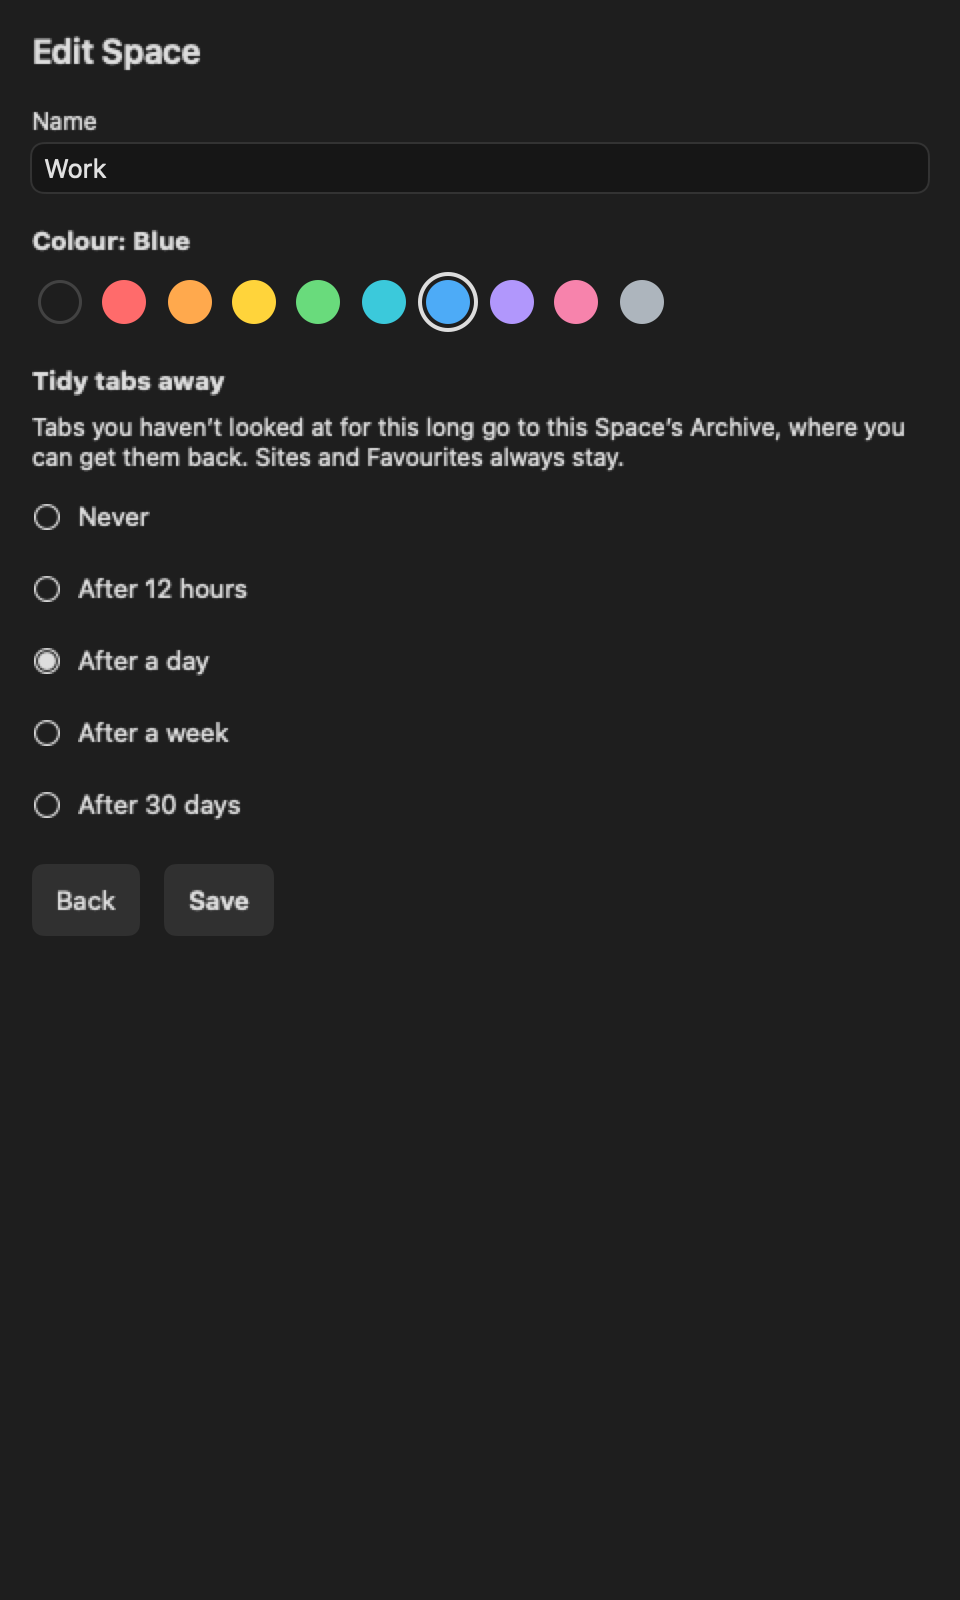 Edit Space
Name
Work
Colour: Blue
Tidy tabs away
Tabs you haven’t looked at for this long go to this Space’s Archive, where you
can get them back. Sites and Favourites always stay.
Never
After 12 hours
After a day
After a week
After 30 days
Back
Save